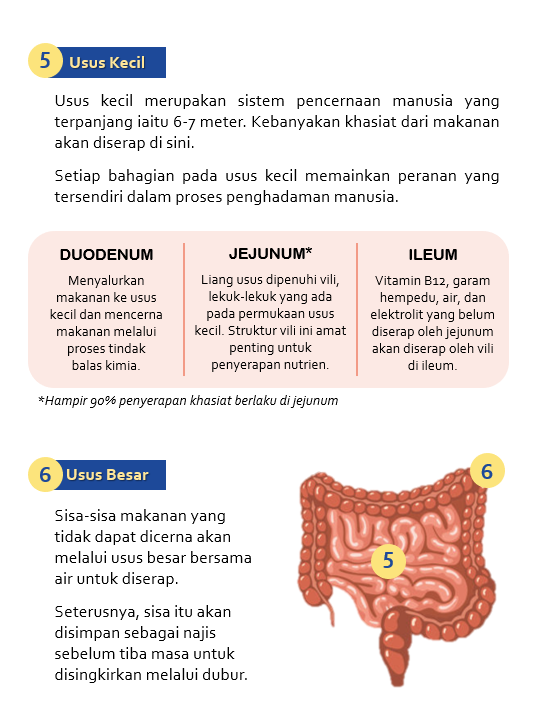 5 Usus Kecil
Usus kecil merupakan sistem pencernaan manusia yang
terpanjang iaitu 6-7 meter. Kebanyakan khasiat dari makanan
akan diserap di sini.
Setiap bahagian pada usus kecil memainkan peranan yang
tersendiri dalam proses penghadaman manusia.
DUODENUM
Menyalurkan
makanan ke usus
kecil dan mencerna
makanan melalui
proses tindak
balas kimia.
JEJUNUM*
Liang usus dipenuhi vili,
lekuk-lekuk yang ada
pada permukaan usus
kecil. Struktur vili ini amat
penting untuk
penyerapan nutrien.
ILEUM
Vitamin B12, garam
hempedu, air, dan
elektrolit yang belum
diserap oleh jejunum
akan diserap oleh vili
di ileum.
*Hampir 90% penyerapan khasiat berlaku di jejunum
6 Usus Besar
Sisa-sisa makanan yang
tidak dapat dicerna akan
melalui usus besar bersama
air untuk diserap.
Seterusnya, sisa itu akan
disimpan sebagai najis
sebelum tiba masa untuk
disingkirkan melalui dubur.
6
5